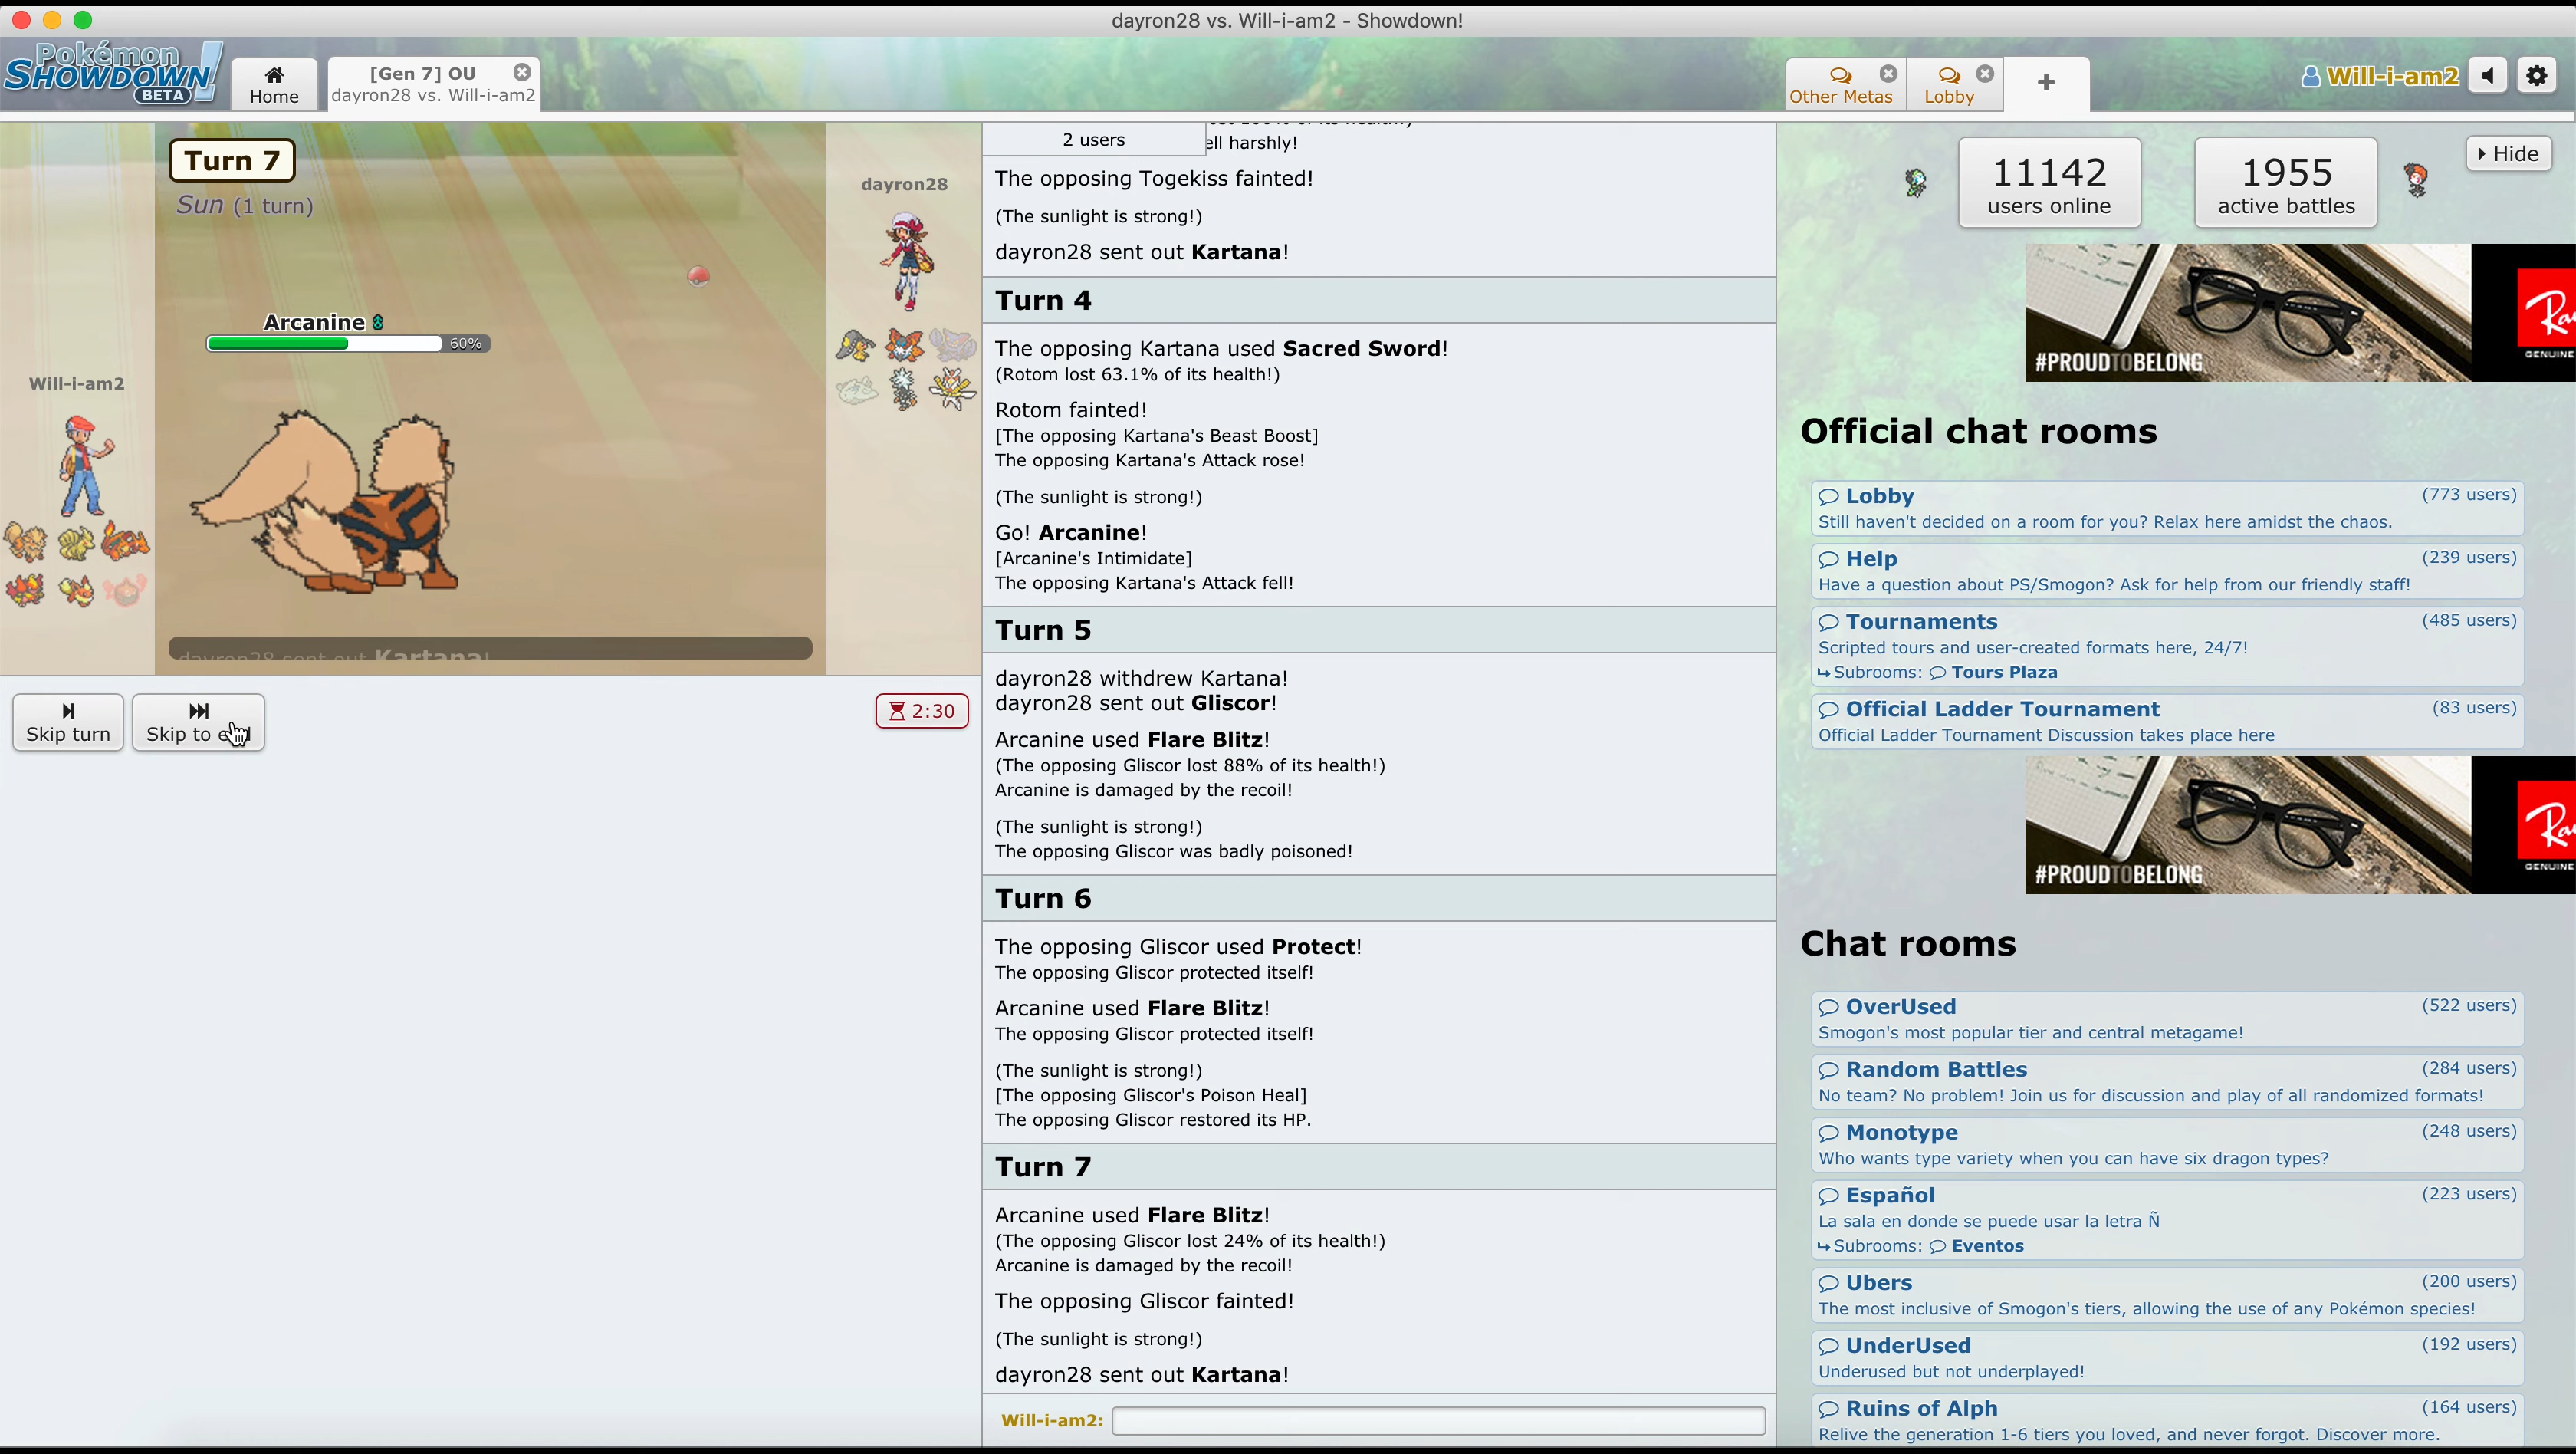 dayron28 vs. Will-i-am2 - Showdown!
Pokémon
SHOWDOWN!
BETA
Home
[Gen 7] OU
dayron28 vs. Will-i-am2
Other Metas
Lobby
+
Will-i-am2
Turn 7
Sun (1 turn)
Arcanine
60%
Will-i-am2
dayron28
dayron28 sent out Kartana!
Skip turn
Skip to end
2:30
2 users
ell harshly!
The opposing Togekiss fainted!
(The sunlight is strong!)
dayron28 sent out Kartana!
Turn 4
The opposing Kartana used Sacred Sword!
(Rotom lost 63.1% of its health!)
Rotom fainted!
[The opposing Kartana's Beast Boost]
The opposing Kartana's Attack rose!
(The sunlight is strong!)
Go! Arcanine!
[Arcanine's Intimidate]
The opposing Kartana's Attack fell!
Turn 5
dayron28 withdrew Kartana!
dayron28 sent out Gliscor!
Arcanine used Flare Blitz!
(The opposing Gliscor lost 88% of its health!)
Arcanine is damaged by the recoil!
(The sunlight is strong!)
The opposing Gliscor was badly poisoned!
Turn 6
The opposing Gliscor used Protect!
The opposing Gliscor protected itself!
Arcanine used Flare Blitz!
The opposing Gliscor protected itself!
(The sunlight is strong!)
[The opposing Gliscor's Poison Heal]
The opposing Gliscor restored its HP.
Turn 7
Arcanine used Flare Blitz!
(The opposing Gliscor lost 24% of its health!)
Arcanine is damaged by the recoil!
The opposing Gliscor fainted!
(The sunlight is strong!)
dayron28 sent out Kartana!
Will-i-am2:
11142
users online
1955
active battles
Hide
#PROUDTOBELONG
Ra
GENUINE
Official chat rooms
Lobby (773 users)
Still haven't decided on a room for you? Relax here amidst the chaos.
Help (239 users)
Have a question about PS/Smogon? Ask for help from our friendly staff!
Tournaments (485 users)
Scripted tours and user-created formats here, 24/7!
Subrooms: Tours Plaza
Official Ladder Tournament (83 users)
Official Ladder Tournament Discussion takes place here
#PROUDTOBELONG
Ra
GENUINE
Chat rooms
OverUsed (522 users)
Smogon's most popular tier and central metagame!
Random Battles (284 users)
No team? No problem! Join us for discussion and play of all randomized formats!
Monotype (248 users)
Who wants type variety when you can have six dragon types?
Español (223 users)
La sala en donde se puede usar la letra Ñ
Subrooms: Eventos
Ubers (200 users)
The most inclusive of Smogon's tiers, allowing the use of any Pokémon species!
UnderUsed (192 users)
Underused but not underplayed!
Ruins of Alph (164 users)
Relive the generation 1-6 tiers you loved, and never forgot. Discover more.